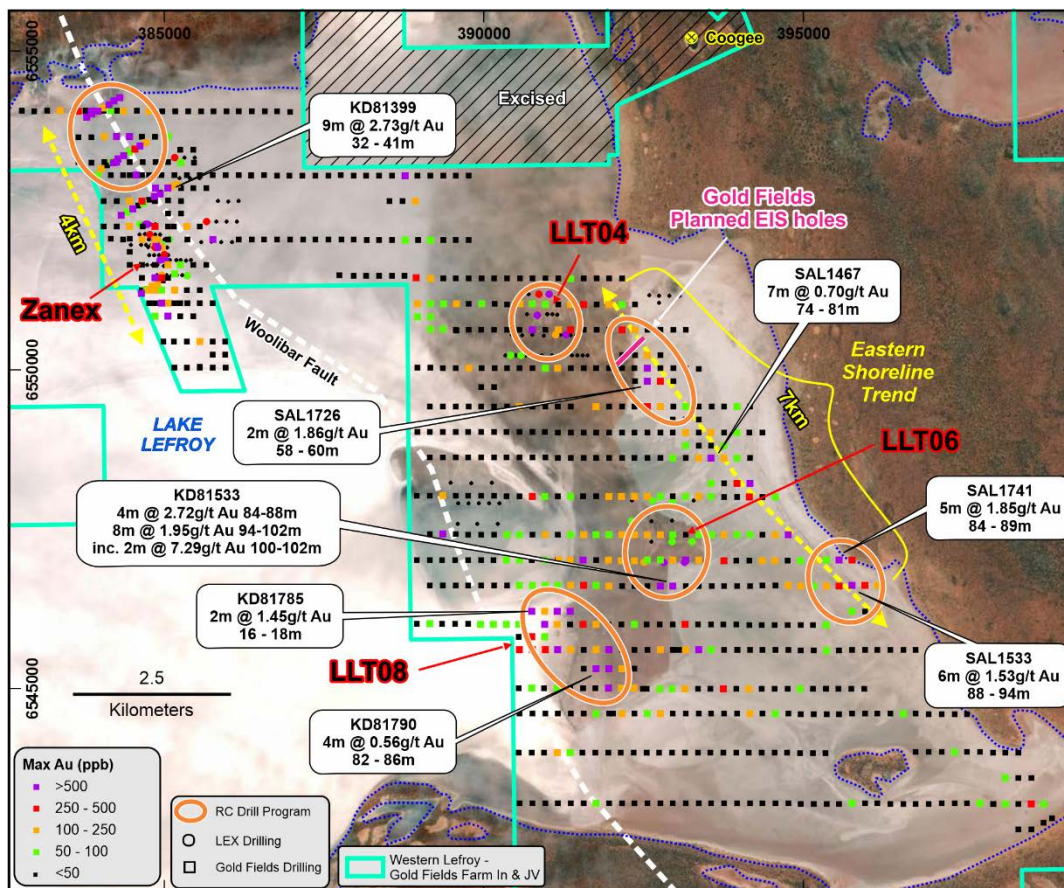 385000
390000
395000
6555000
6550000
6545000
Coogee
Excised
KD81399
9m @ 2.73g/t Au
32 - 41m
Gold Fields
Planned EIS holes
LLT04
4km
Zanex
Woolibar Fault
SAL1467
7m @ 0.70g/t Au
74 - 81m
Eastern
Shoreline
Trend
7km
LAKE
LEFROY
SAL1726
2m @ 1.86g/t Au
58 - 60m
LLT06
KD81533
4m @ 2.72g/t Au 84-88m
8m @ 1.95g/t Au 94-102m
inc. 2m @ 7.29g/t Au 100-102m
SAL1741
5m @ 1.85g/t Au
84 - 89m
KD81785
2m @ 1.45g/t Au
16 - 18m
LLT08
SAL1533
6m @ 1.53g/t Au
88 - 94m
KD81790
4m @ 0.56g/t Au
82 - 86m
2.5
Kilometers
Max Au (ppb)
>500
250 - 500
100 - 250
50 - 100
<50
RC Drill Program
LEX Drilling
Gold Fields Drilling
Western Lefroy -
Gold Fields Farm In & JV